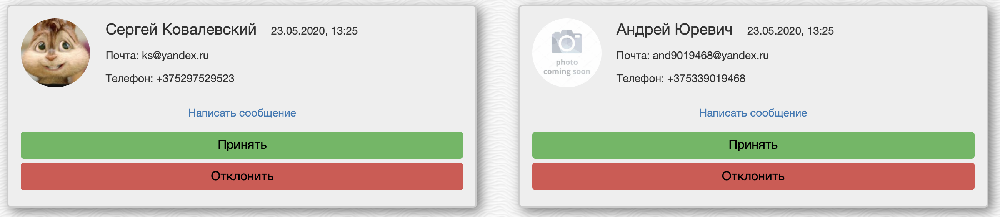 Сергей Ковалевский 23.05.2020, 13:25
Почта: ks@yandex.ru
Телефон: +375297529523
Написать сообщение
Принять
Отклонить
Андрей Юревич 23.05.2020, 13:25
photo
coming soon
Почта: and9019468@yandex.ru
Телефон: +375339019468
Написать сообщение
Принять
Отклонить